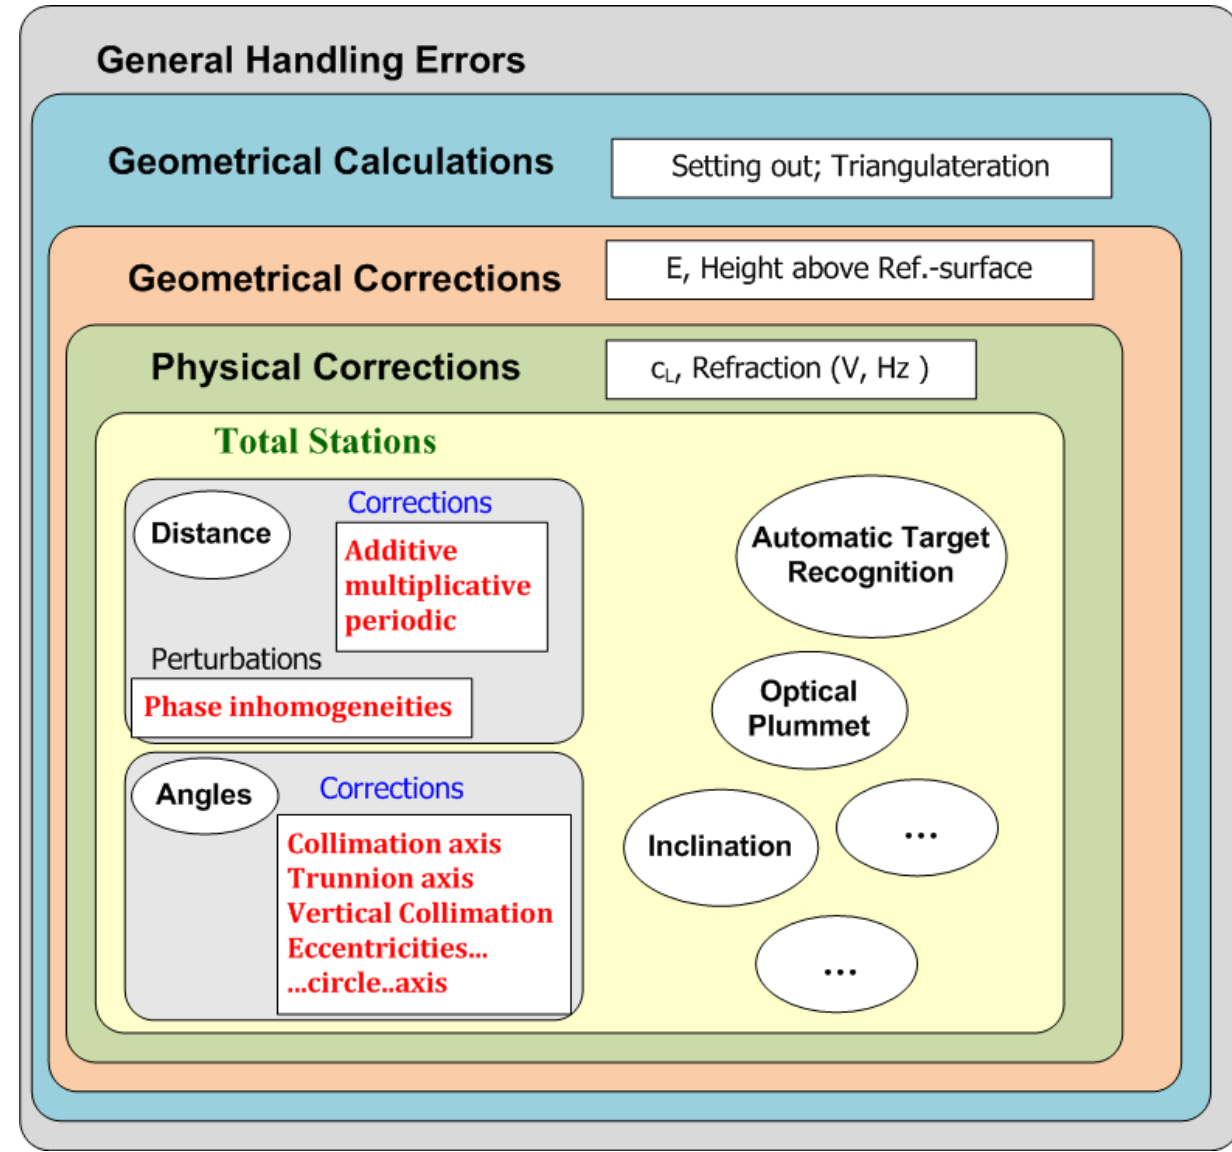 General Handling Errors
Geometrical Calculations
Setting out; Triangulateration
Geometrical Corrections
E, Height above Ref.-surface
Physical Corrections
cL, Refraction (V, Hz )
Total Stations
Distance
Corrections
Additive
multiplicative
periodic
Perturbations
Phase inhomogeneities
Angles
Corrections
Collimation axis
Trunnion axis
Vertical Collimation
Eccentricities...
...circle..axis
Automatic Target
Recognition
Optical
Plummet
Inclination
...
...